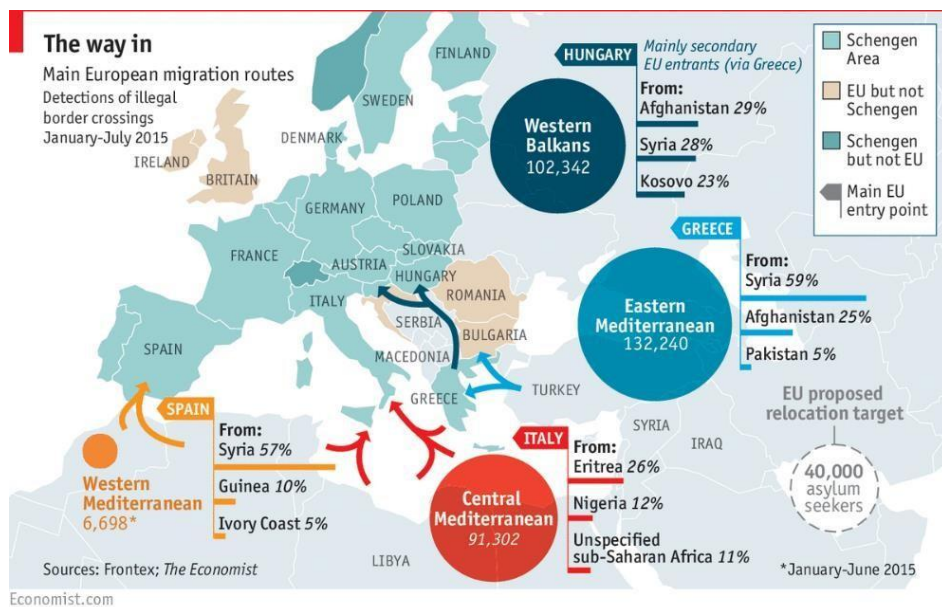 The way in
Main European migration routes
Detections of illegal
border crossings
January-July 2015
HUNGARY
Mainly secondary
EU entrants (via Greece)
Western
Balkans
102,342
From:
Afghanistan 29%
Syria 28%
Kosovo 23%
Schengen
Area
EU but not
Schengen
Schengen
but not EU
Main EU
entry point
FINLAND
SWEDEN
DENMARK
IRELAND
BRITAIN
GERMANY
POLAND
FRANCE
SLOVAKIA
AUSTRIA
HUNGARY
ITALY
ROMANIA
SERBIA
BULGARIA
SPAIN
MACEDONIA
GREECE
TURKEY
SYRIA
IRAQ
LIBYA
GREECE
Eastern
Mediterranean
132,240
From:
Syria 59%
Afghanistan 25%
Pakistan 5%
EU proposed
relocation target
40,000
asylum
seekers
SPAIN
Western
Mediterranean
6,698*
From:
Syria 57%
Guinea 10%
Ivory Coast 5%
ITALY
Central
Mediterranean
91,302
From:
Eritrea 26%
Nigeria 12%
Unspecified
sub-Saharan Africa 11%
Sources: Frontex; The Economist
*January-June 2015
Economist.com